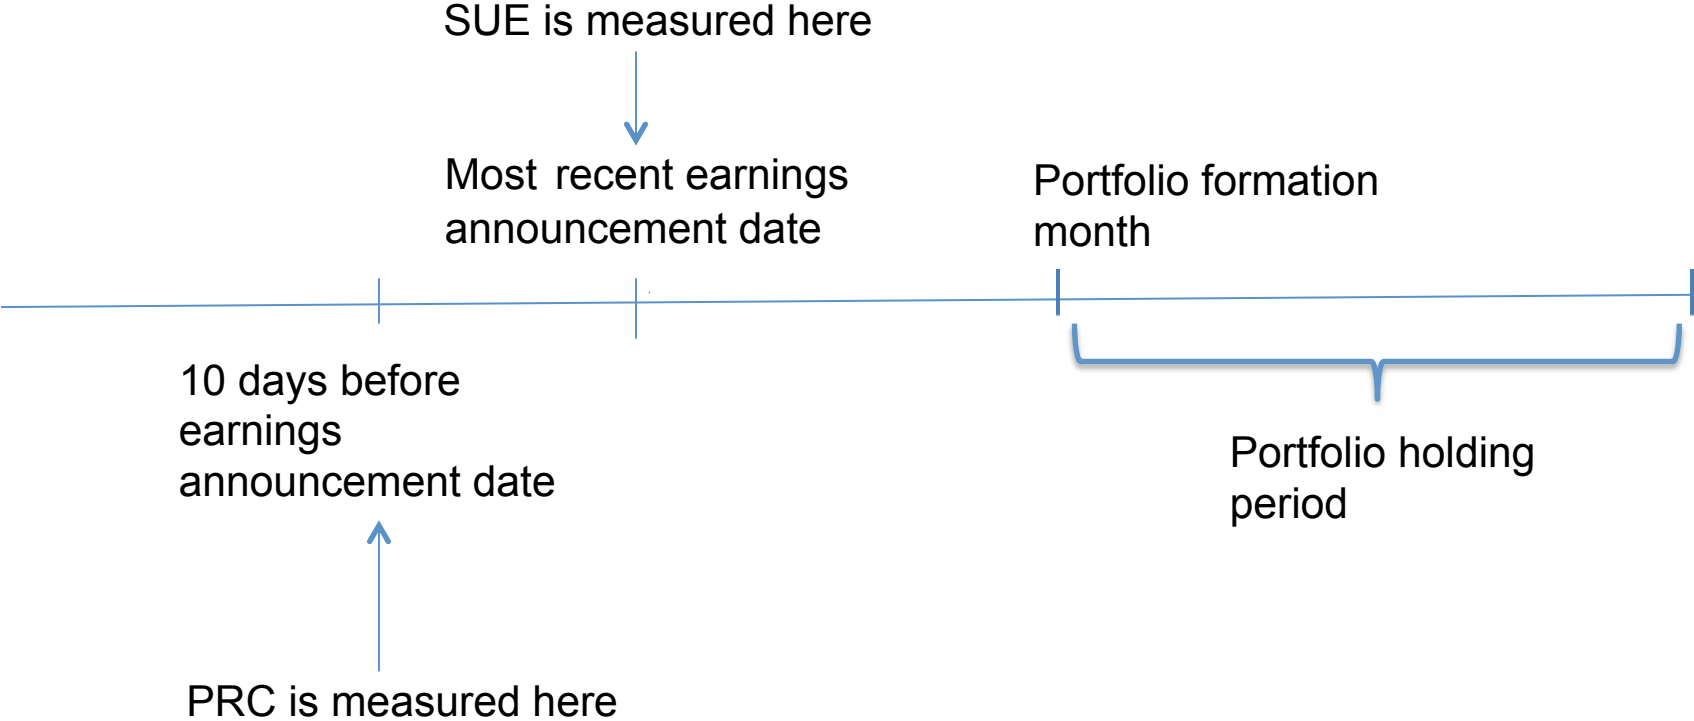 SUE is measured here
Most recent earnings
announcement date
Portfolio formation
month
10 days before
earnings
announcement date
Portfolio holding
period
PRC is measured here